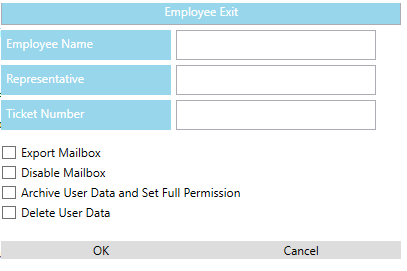 Employee Exit
Employee Name
Representative
Ticket Number
Export Mailbox
Disable Mailbox
Archive User Data and Set Full Permission
Delete User Data
OK Cancel